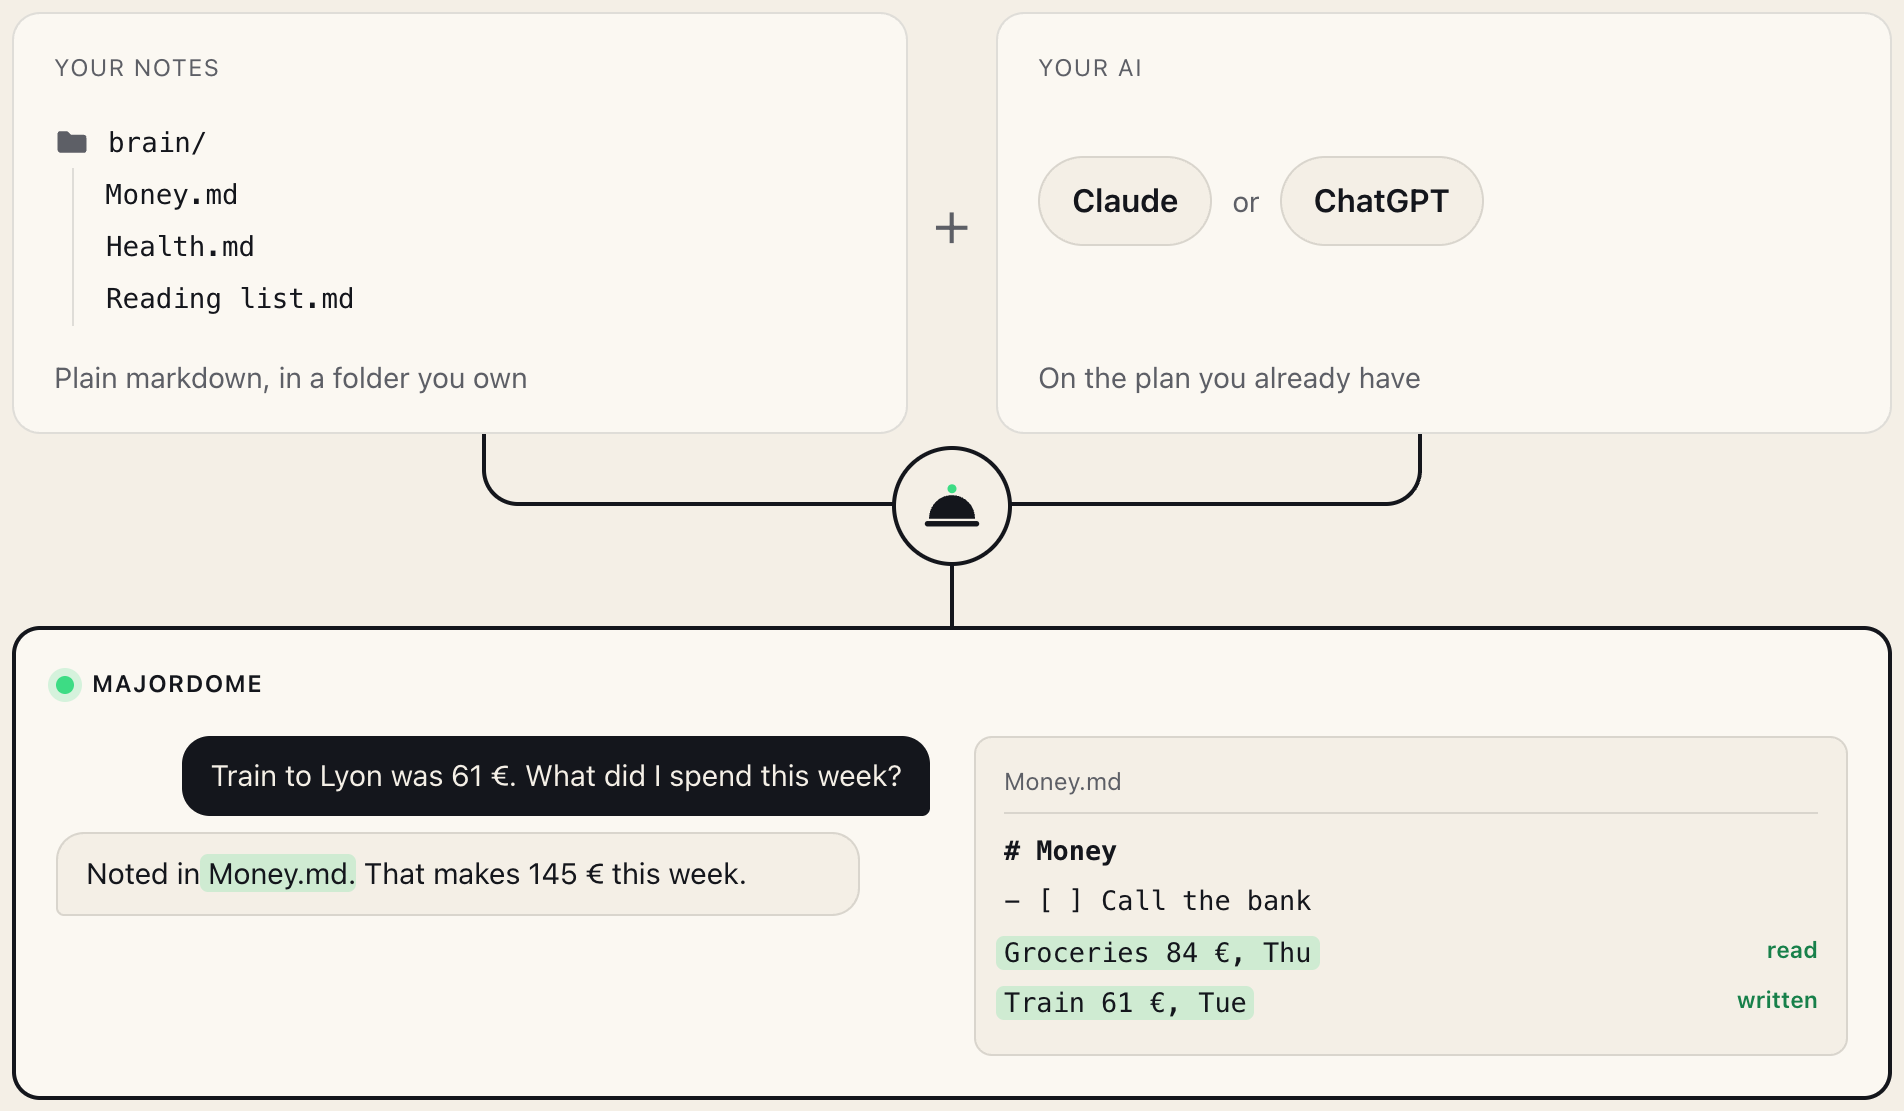 YOUR NOTES
brain/
Money.md
Health.md
Reading list.md
Plain markdown, in a folder you own
+
YOUR AI
Claude or ChatGPT
On the plan you already have
MAJORDOME
Train to Lyon was 61 €. What did I spend this week?
Noted in Money.md. That makes 145 € this week.
Money.md
# Money
– [ ] Call the bank
Groceries 84 €, Thu read
Train 61 €, Tue written